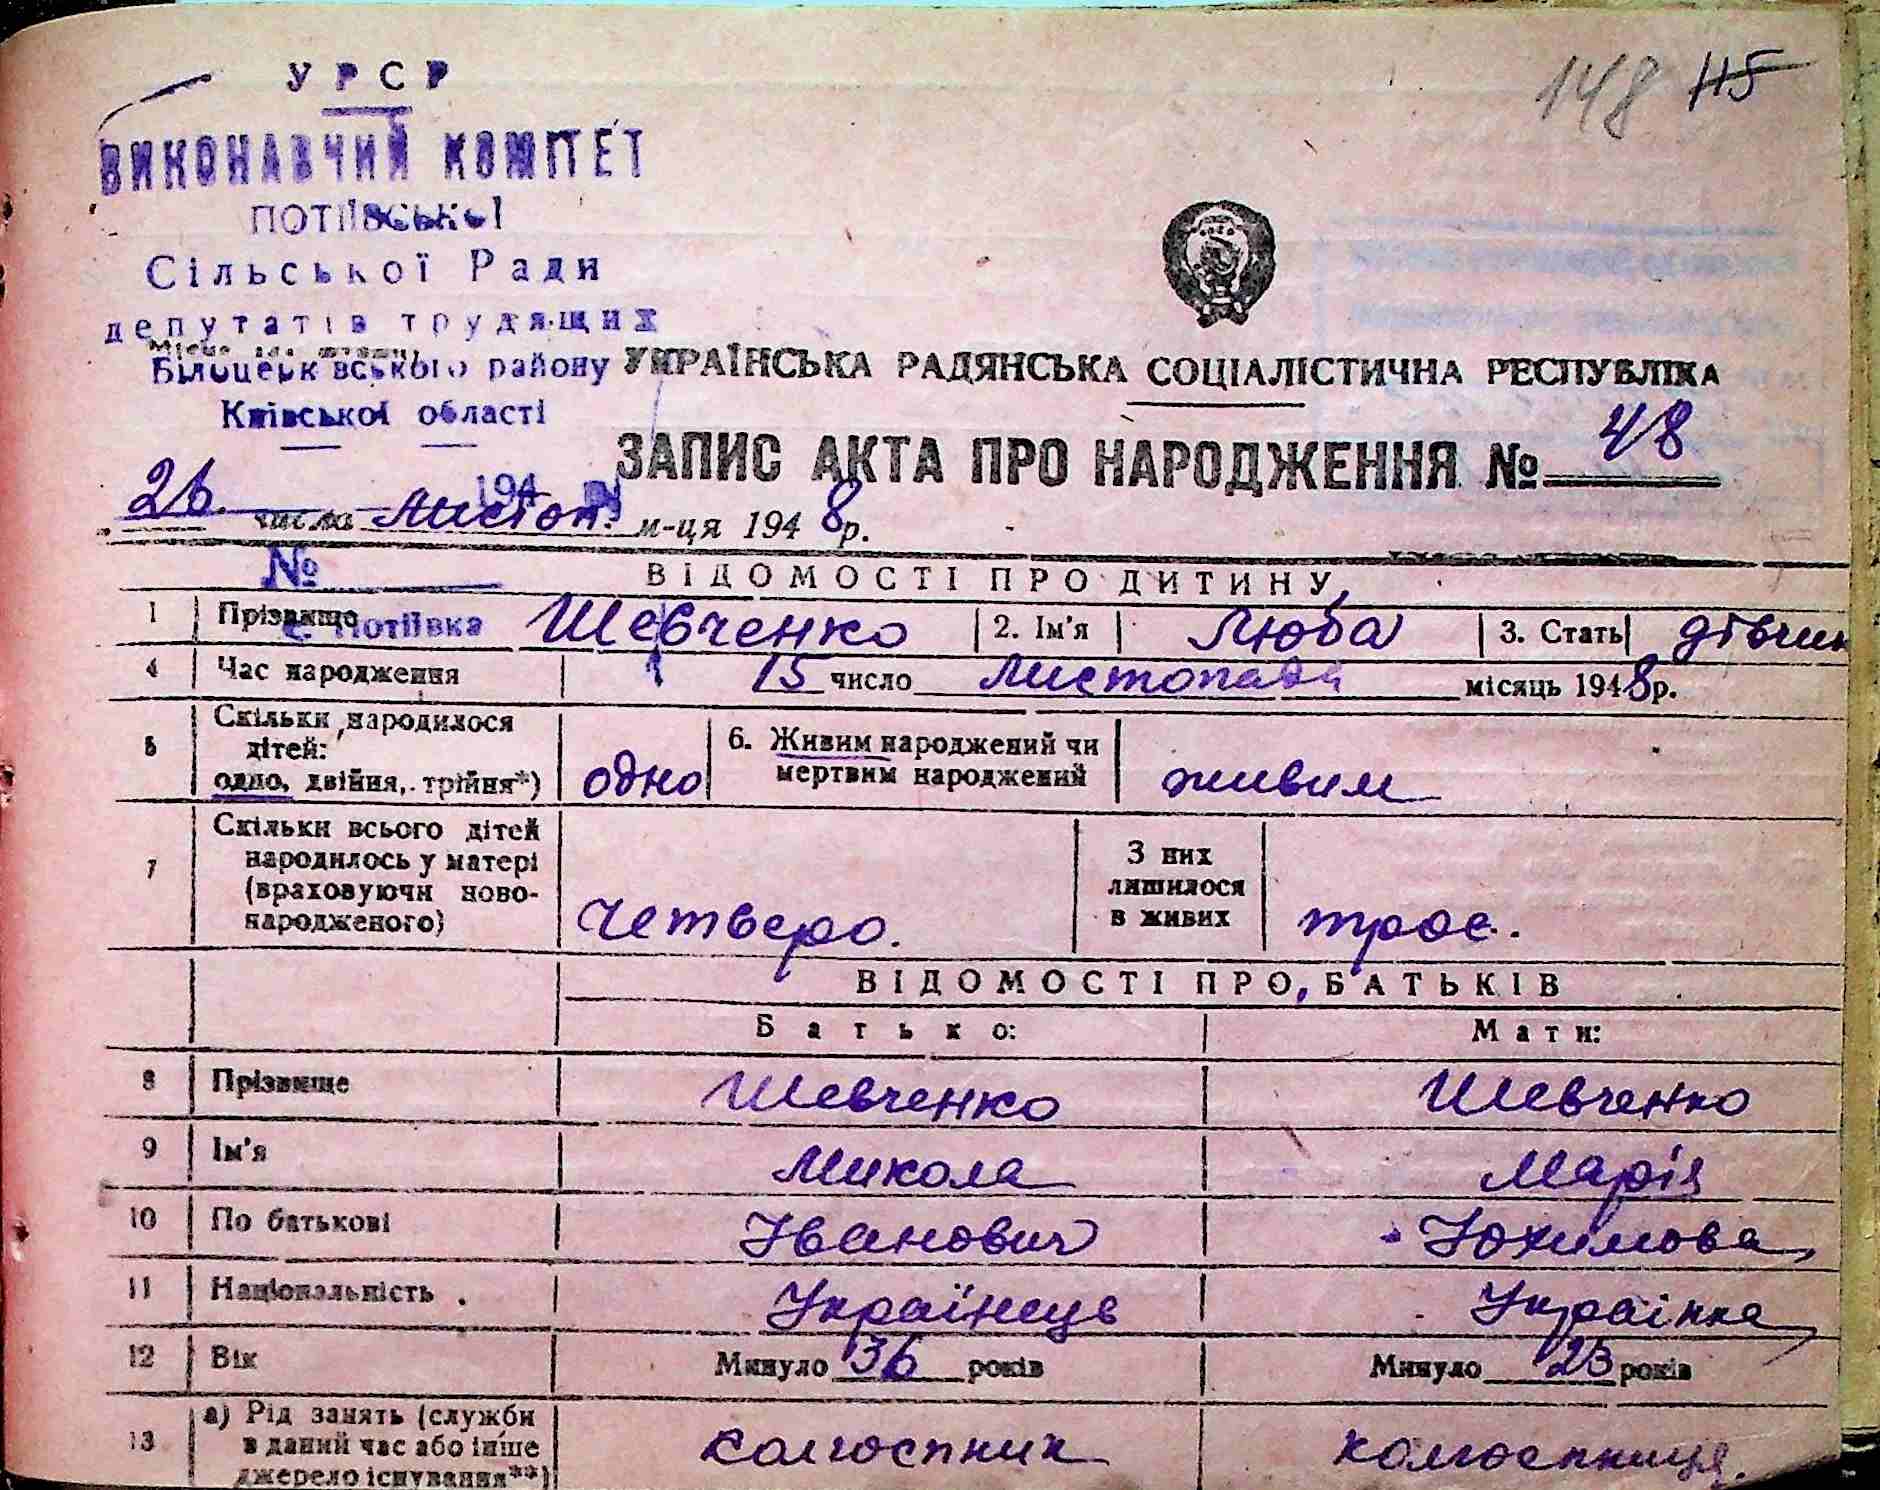 148 115
УРСР
ВИКОНАВЧИЙ КОМІТЕТ
ПОТІЇВСЬКОЇ
Сільської Ради
депутатів трудящих
Білоцерківського району
Київської області
194
№
с. Потіївка
УКРАЇНСЬКА РАДЯНСЬКА СОЦІАЛІСТИЧНА РЕСПУБЛІКА
ЗАПИС АКТА ПРО НАРОДЖЕННЯ № 48
26 числа Листоп. м-ця 1948 р.
ВІДОМОСТІ ПРО ДИТИНУ
1 Прізвище Шевченко 2. Ім'я Люба 3. Стать дівчин
4 Час народження 15 число Листопада місяць 1948 р.
5 Скільки народилося
дітей:
одно, двійня, трійня*) одно 6. Живим народжений чи
мертвим народжений живим
7 Скільки всього дітей
народилось у матері
(враховуючи ново-
народженого) четверо. З них
лишилося
в живих троє.
ВІДОМОСТІ ПРО БАТЬКІВ
Батько: Мати:
8 Прізвище Шевченко Шевченко
9 Ім'я Микола Марія
10 По батькові Іванович Юхимова
11 Національність Українець Українка
12 Вік Минуло 36 років Минуло 23 років
13 а) Рід занять (служби
в даний час або інше
джерело існування**) колгоспник колгоспниця.